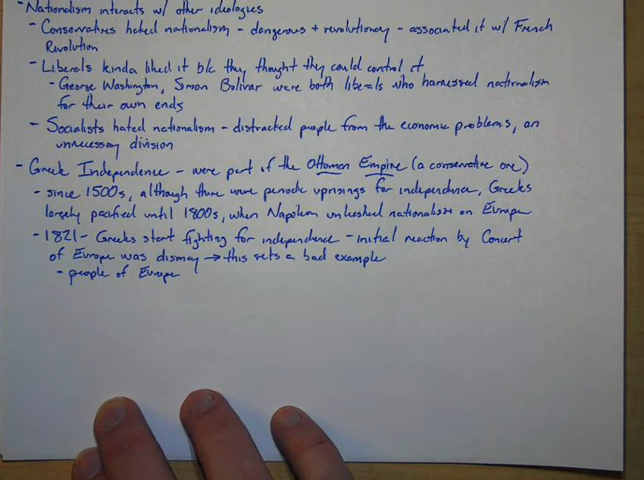 - Nationalism interacts w/ other ideologies
- Conservatives hated nationalism - dangerous + revolutionary - associated it w/ French
Revolution
- Liberals kinda liked it b/c they thought they could control it
- George Washington, Simon Bolivar were both liberals who harnessed nationalism
for their own ends
- Socialists hated nationalism - distracted people from the economic problems, an
unnecessary division
- Greek Independence - were part of the Ottoman Empire (a conservative one)
- since 1500s, although there were periodic uprisings for independence, Greeks
largely pacified until 1800s, when Napoleon unleashed nationalism on Europe
- 1821 - Greeks start fighting for independence - initial reaction by Concert
of Europe was dismay → this sets a bad example
- people of Europe